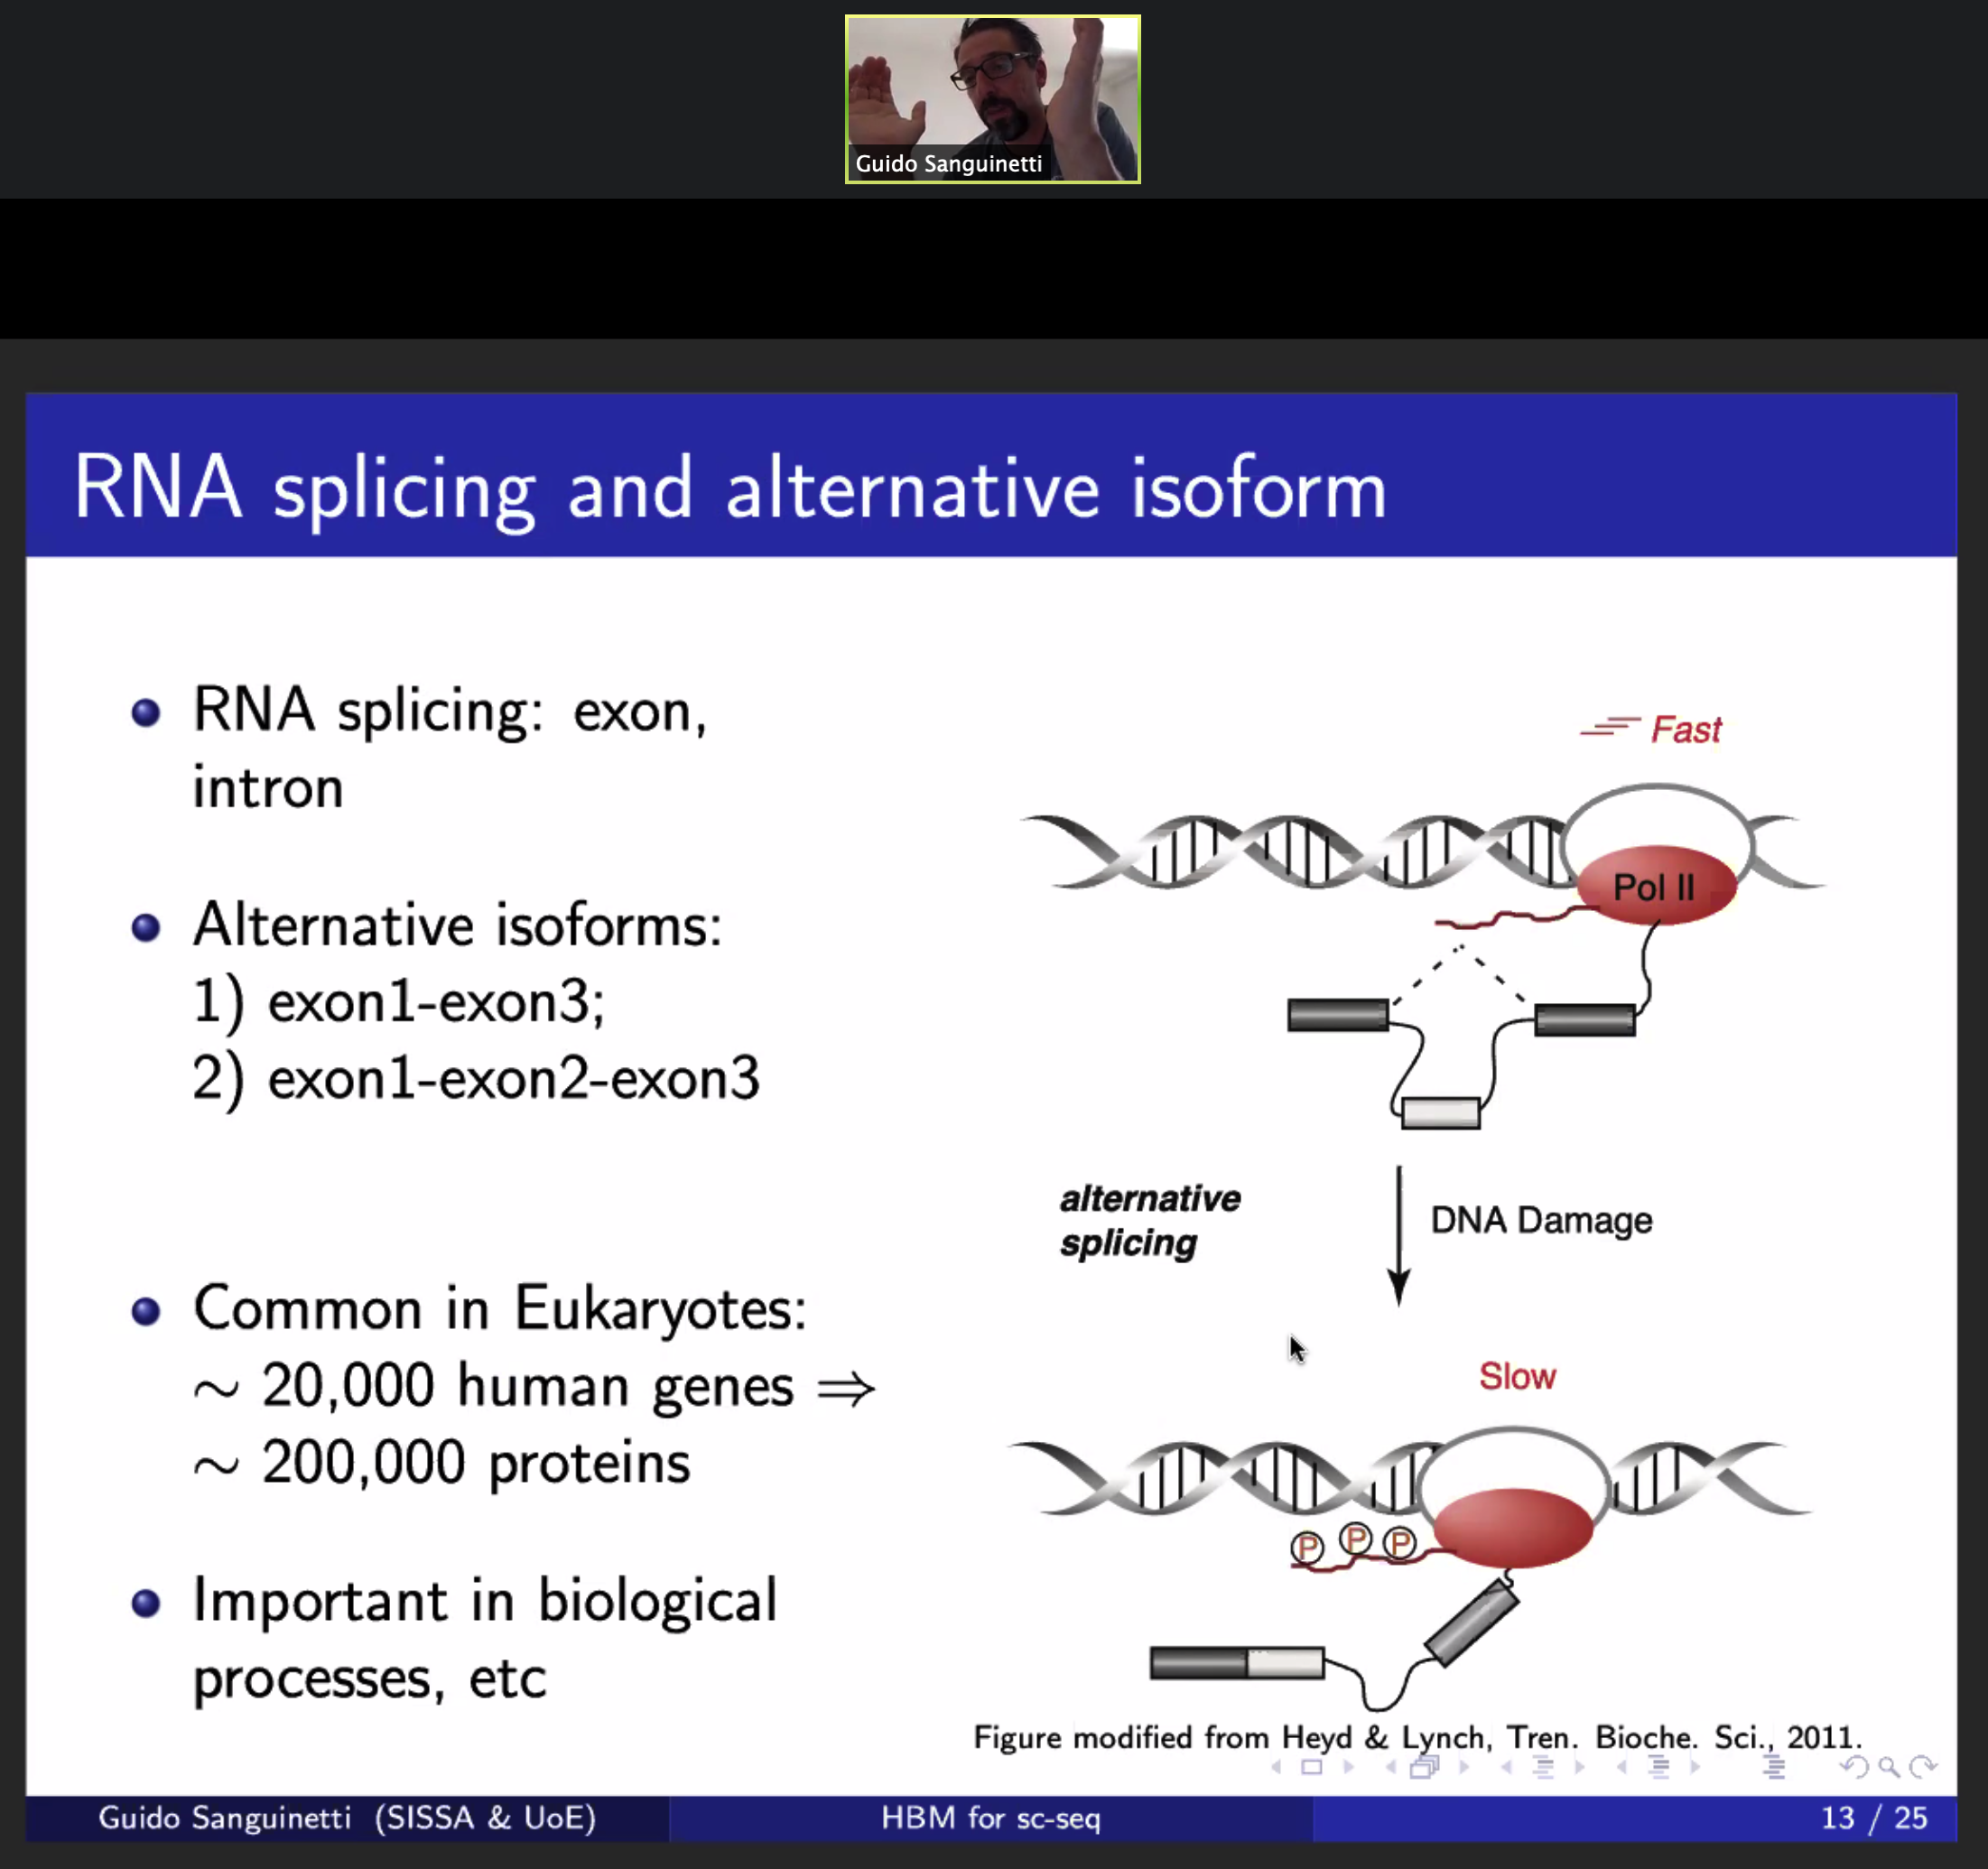 Guido Sanguinetti
RNA splicing and alternative isoform
RNA splicing: exon,
intron
Alternative isoforms:
1) exon1-exon3;
2) exon1-exon2-exon3
Common in Eukaryotes:
∼ 20,000 human genes ⇒
∼ 200,000 proteins
Important in biological
processes, etc
Fast
Pol II
alternative
splicing
DNA Damage
Slow
P P P
Figure modified from Heyd & Lynch, Tren. Bioche. Sci., 2011.
Guido Sanguinetti (SISSA & UoE)
HBM for sc-seq
13 / 25